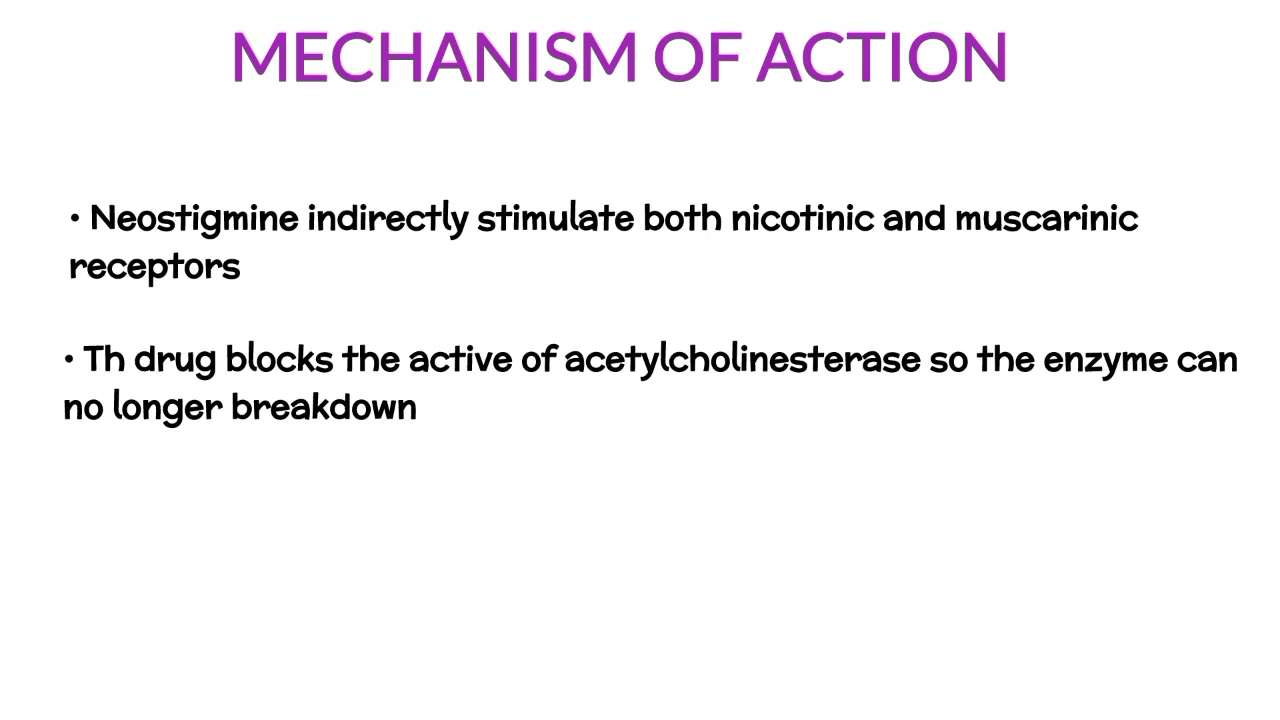 MECHANISM OF ACTION
• Neostigmine indirectly stimulate both nicotinic and muscarinic
receptors
• Th drug blocks the active of acetylcholinesterase so the enzyme can
no longer breakdown